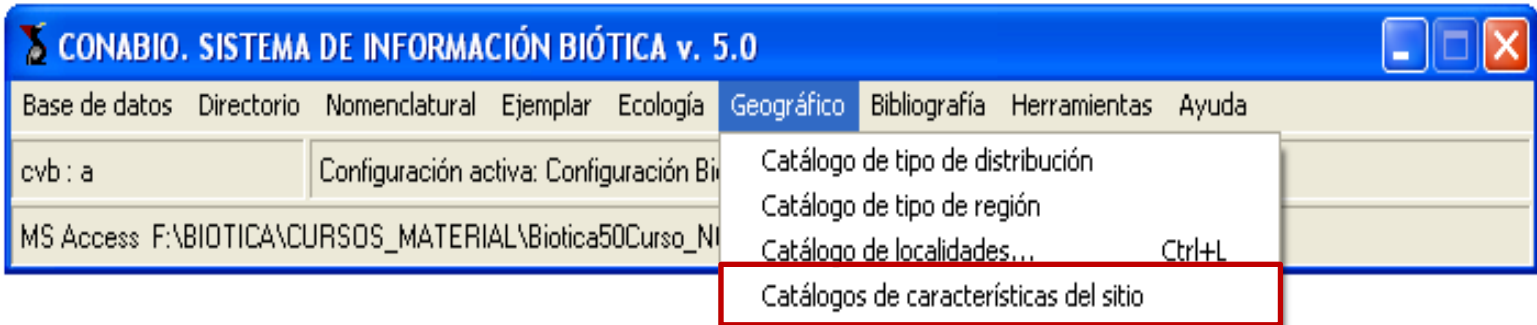 CONABIO. SISTEMA DE INFORMACIÓN BIÓTICA v. 5.0
Base de datos Directorio Nomenclatural Ejemplar Ecología Geográfico Bibliografía Herramientas Ayuda
cvb : a Configuración activa: Configuración
MS Access F:\BIOTICA\CURSOS_MATERIAL\Biotica50Curso_
Catálogo de tipo de distribución
Catálogo de tipo de región
Catálogo de localidades... Ctrl+L
Catálogos de características del sitio